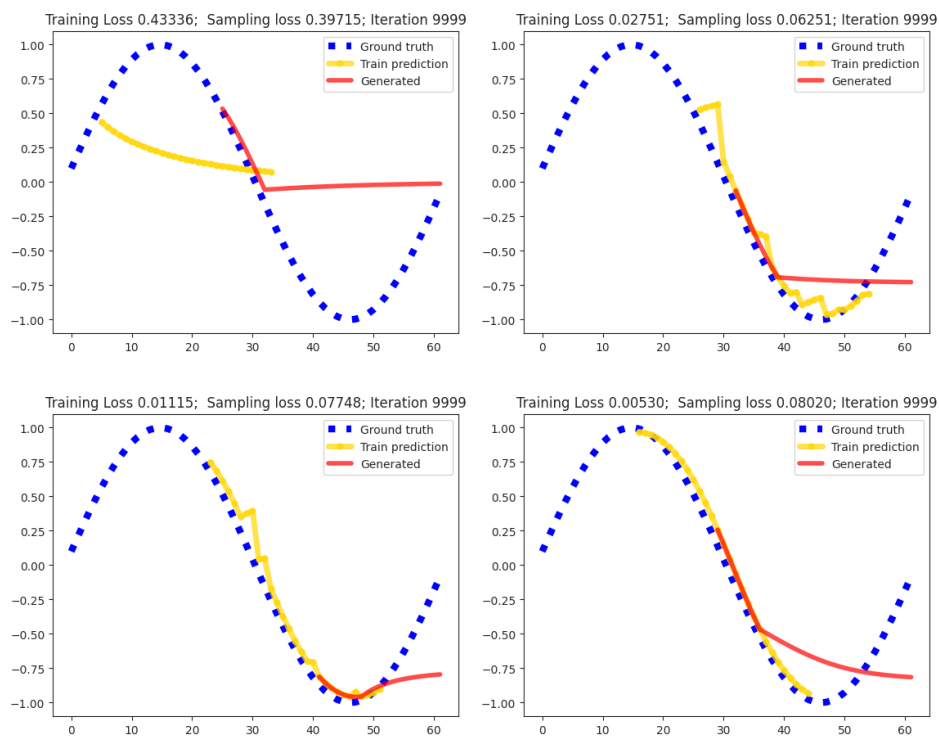 Training Loss 0.43336;  Sampling loss 0.39715; Iteration 9999
1.00
0.75
0.50
0.25
0.00
−0.25
−0.50
−0.75
−1.00
0 10 20 30 40 50 60
Ground truth
Train prediction
Generated
Training Loss 0.02751;  Sampling loss 0.06251; Iteration 9999
1.00
0.75
0.50
0.25
0.00
−0.25
−0.50
−0.75
−1.00
0 10 20 30 40 50 60
Ground truth
Train prediction
Generated
Training Loss 0.01115;  Sampling loss 0.07748; Iteration 9999
1.00
0.75
0.50
0.25
0.00
−0.25
−0.50
−0.75
−1.00
0 10 20 30 40 50 60
Ground truth
Train prediction
Generated
Training Loss 0.00530;  Sampling loss 0.08020; Iteration 9999
1.00
0.75
0.50
0.25
0.00
−0.25
−0.50
−0.75
−1.00
0 10 20 30 40 50 60
Ground truth
Train prediction
Generated